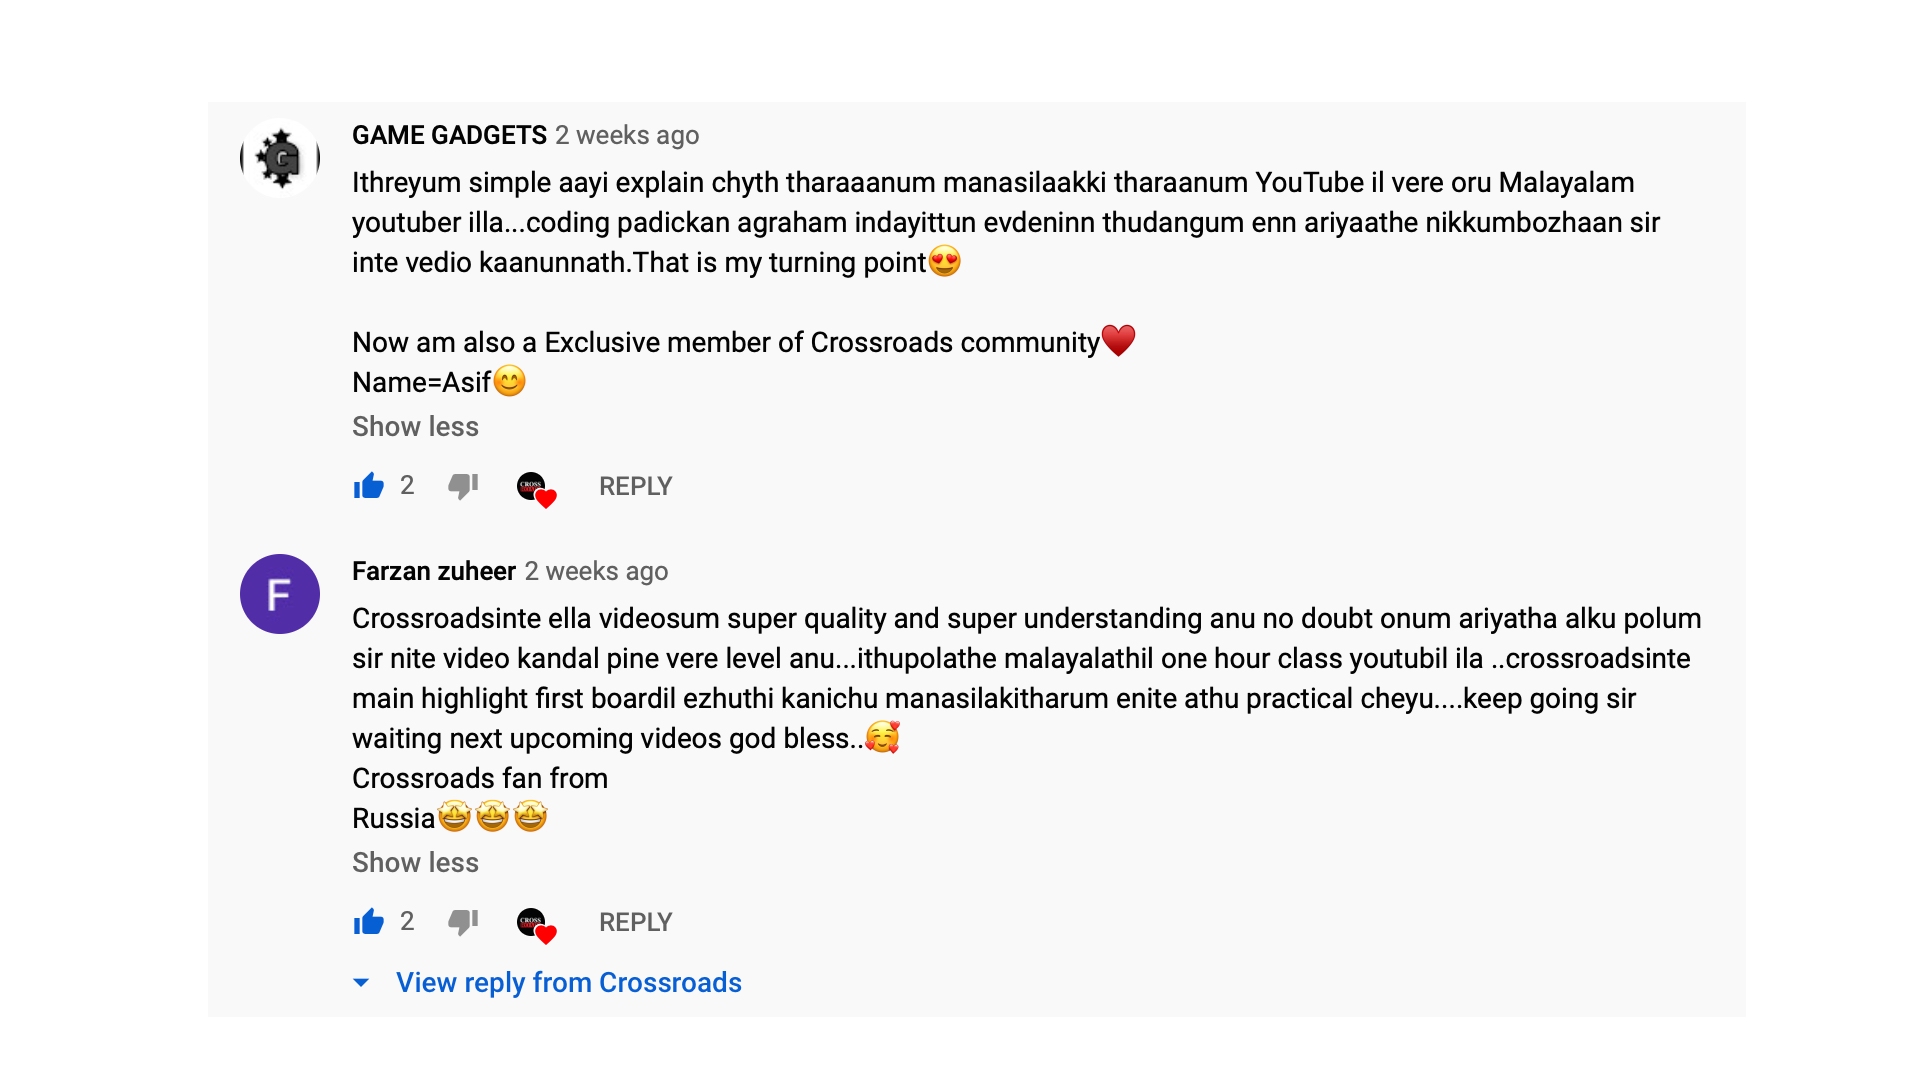 GAME GADGETS 2 weeks ago
Ithreyum simple aayi explain chyth tharaaanum manasilaakki tharaanum YouTube il vere oru Malayalam
youtuber illa...coding padickan agraham indayittun evdeninn thudangum enn ariyaathe nikkumbozhaan sir
inte vedio kaanunnath.That is my turning point😍
Now am also a Exclusive member of Crossroads community♥️
Name=Asif😊
Show less
2 CROSS REPLY
F
Farzan zuheer 2 weeks ago
Crossroadsinte ella videosum super quality and super understanding anu no doubt onum ariyatha alku polum
sir nite video kandal pine vere level anu...ithupolathe malayalathil one hour class youtubil ila ..crossroadsinte
main highlight first boardil ezhuthi kanichu manasilakitharum enite athu practical cheyu....keep going sir
waiting next upcoming videos god bless..🥰
Crossroads fan from
Russia🤩🤩🤩
Show less
2 CROSS REPLY
View reply from Crossroads